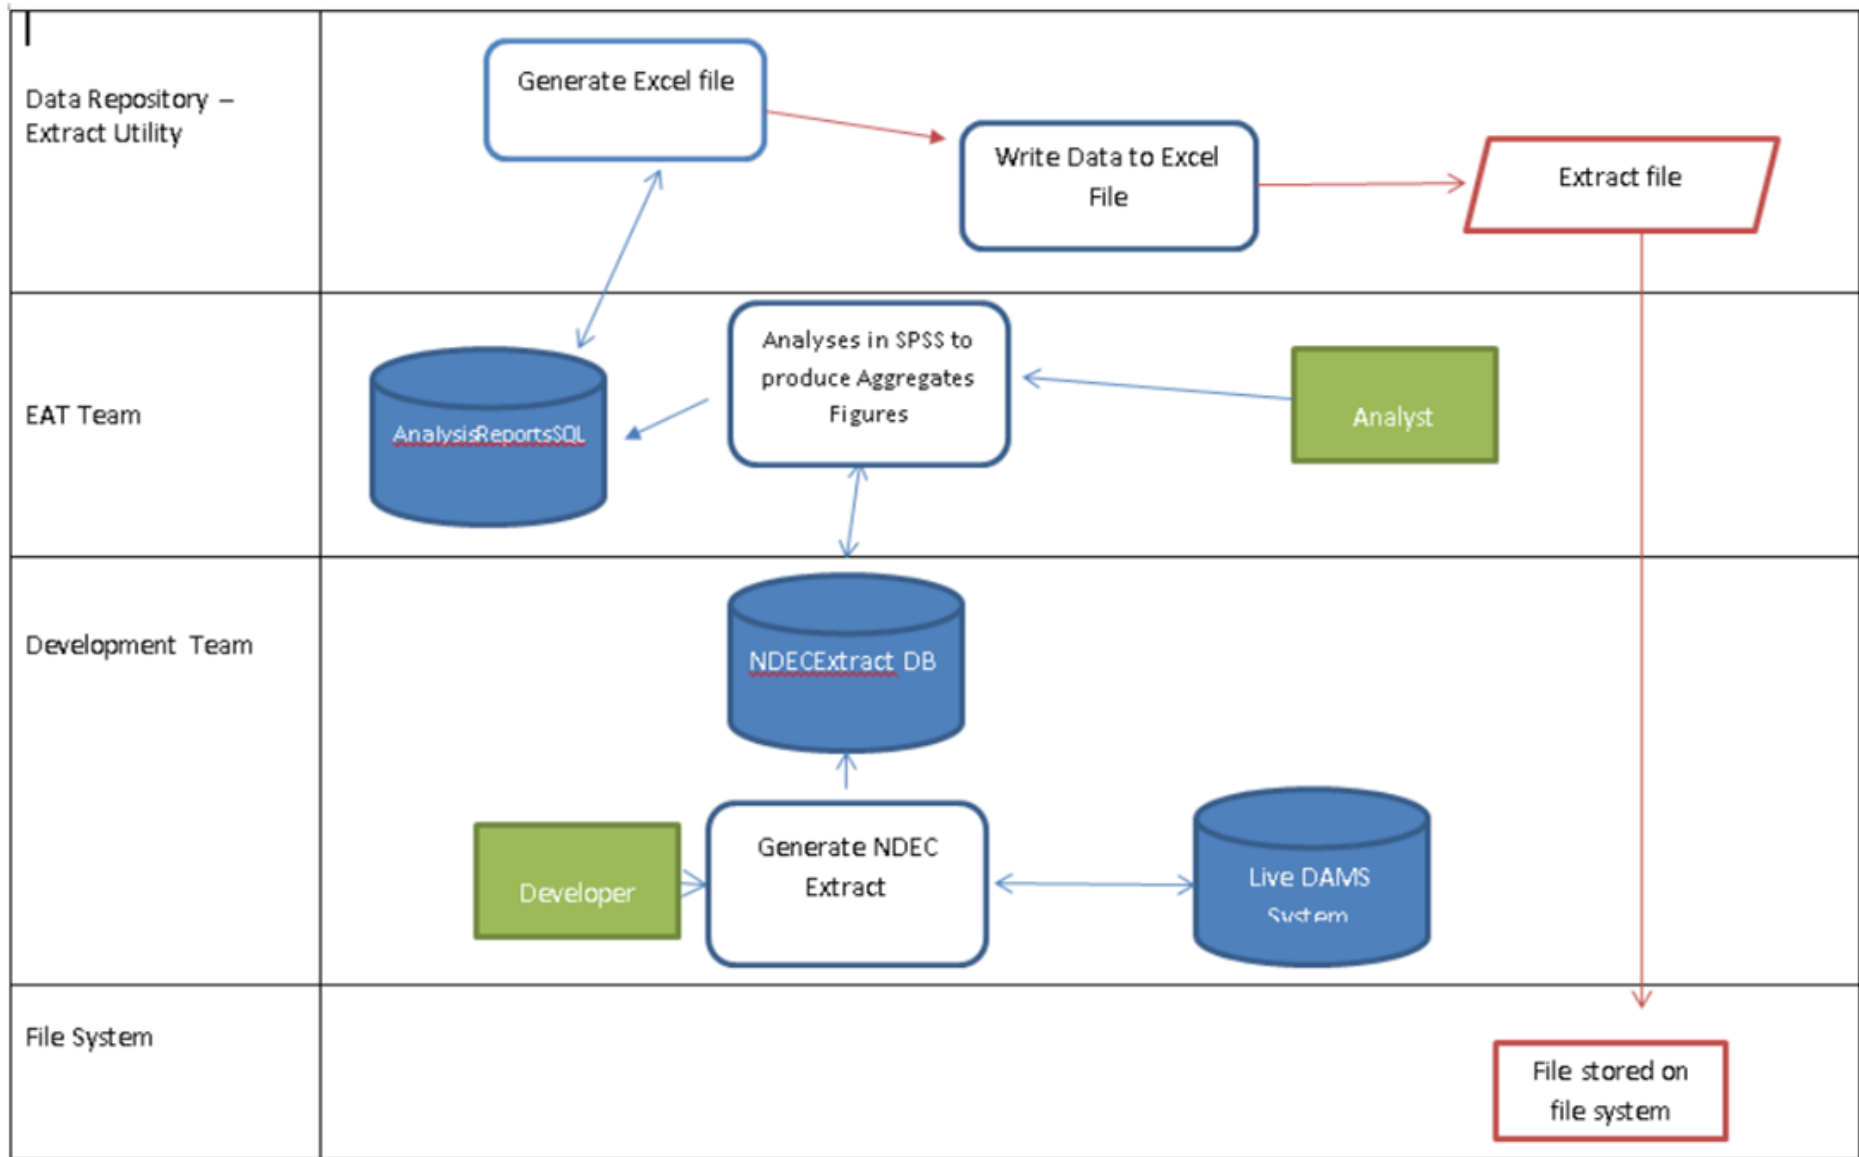 Data Repository –
Extract Utility
Generate Excel file
Write Data to Excel
File
Extract file
EAT Team
AnalysisReportsSQL
Analyses in SPSS to
produce Aggregates
Figures
Analyst
Development Team
NDECExtract DB
Developer
Generate NDEC
Extract
Live DAMS
System
File System
File stored on
file system